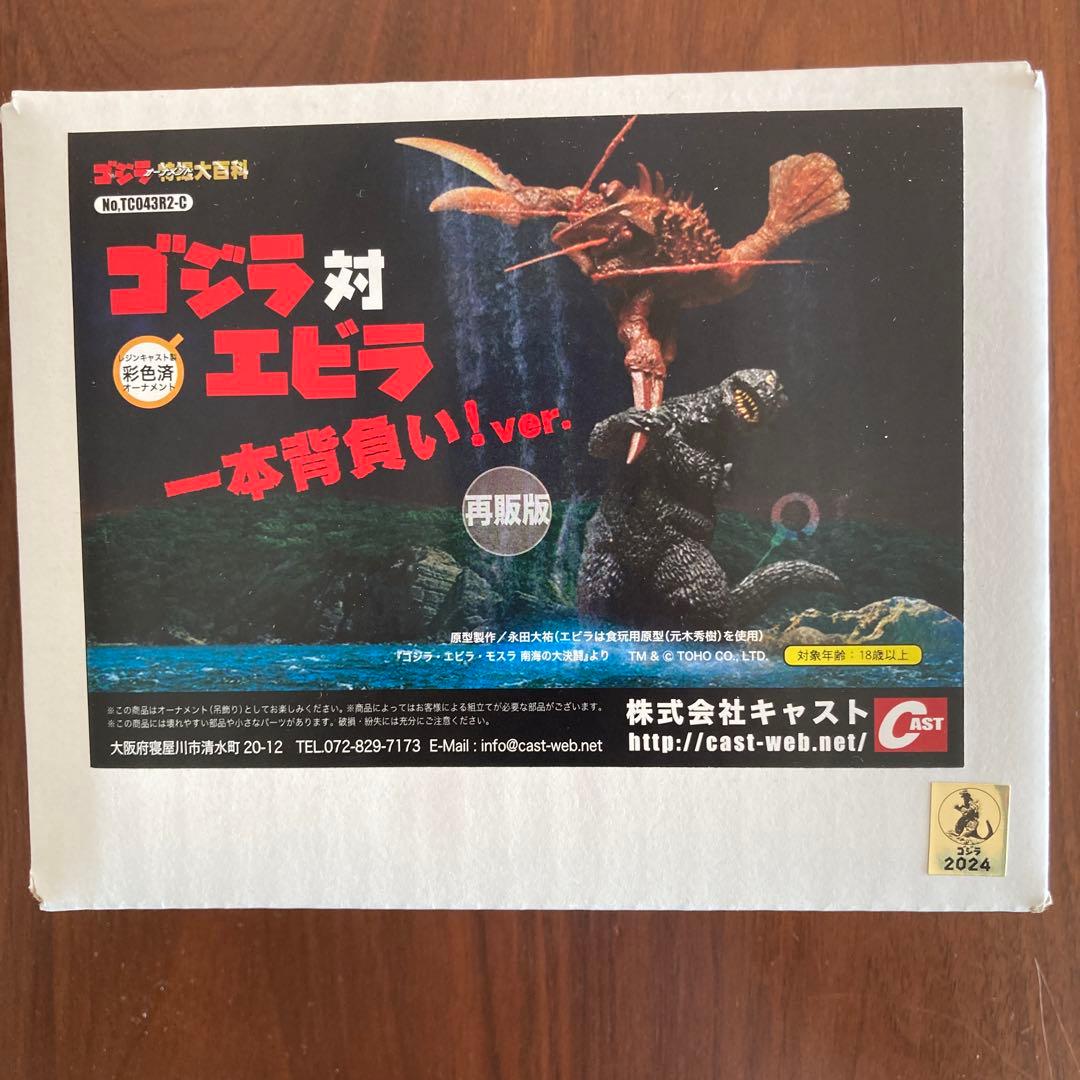 ゴジラ特撮大百科
オーナメント
No,TC043R2-C
ゴジラ対
エビラ
一本背負い!ver.
レジンキャスト製
彩色済
オーナメント
再販版
原型製作／永田大祐(エビラは食玩用原型(元木秀樹)を使用)
『ゴジラ・エビラ・モスラ 南海の大決闘』より TM & © TOHO CO., LTD.
対象年齢：18歳以上
※この商品はオーナメント(吊飾り)としてお楽しみください。※商品によってはお客様による組立てが必要な部品がございます。
※この商品には壊れやすい部品や小さなパーツがあります。破損・紛失には充分にご注意ください。
大阪府寝屋川市清水町 20-12 TEL.072-829-7173 E-Mail : info@cast-web.net
株式会社キャスト
http://cast-web.net/
CAST
ゴジラ
2024